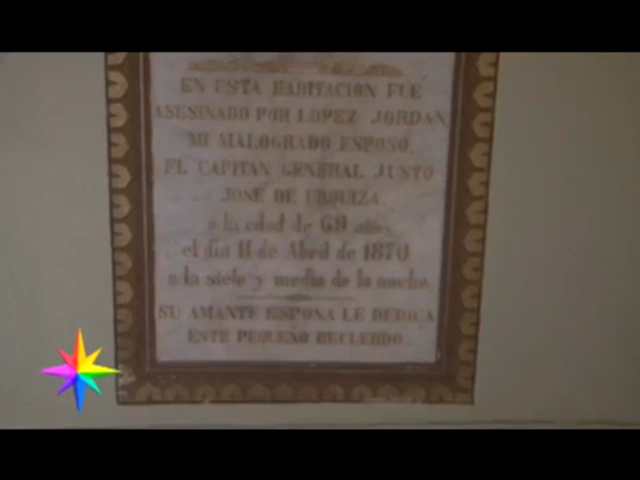 EN ESTA HABITACION FUE
ASESINADO POR LOPEZ JORDAN
MI MALOGRADO ESPOSO,
EL CAPITAN GENERAL JUSTO
JOSÉ DE URQUIZA.
a la edad de 69 años
el dia 11 de Abril de 1870
a la siete y media de la noche.
SU AMANTE ESPOSA LE DEDICA
ESTE PEQUEÑO RECUERDO.